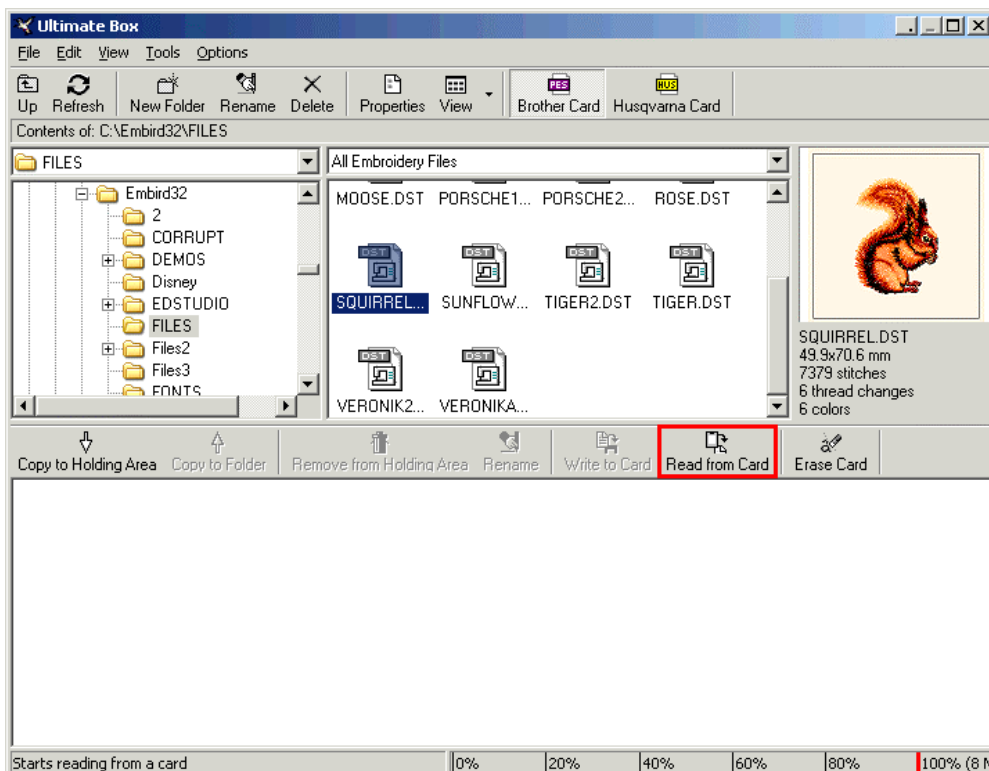 Ultimate Box
File Edit View Tools Options
Up Refresh New Folder Rename Delete Properties View PES Brother Card HUS Husqvarna Card
Contents of: C:\Embird32\FILES
FILES
All Embroidery Files
Embird32
2
CORRUPT
DEMOS
Disney
EDSTUDIO
FILES
Files2
Files3
FONTS
MOOSE.DST PORSCHE1... PORSCHE2... ROSE.DST
DST DST DST DST
SQUIRREL... SUNFLOW... TIGER2.DST TIGER.DST
DST DST
VERONIK2... VERONIKA...
SQUIRREL.DST
49.9x70.6 mm
7379 stitches
6 thread changes
6 colors
Copy to Holding Area Copy to Folder Remove from Holding Area Rename Write to Card Read from Card Erase Card
Starts reading from a card 0% 20% 40% 60% 80% 100% (8